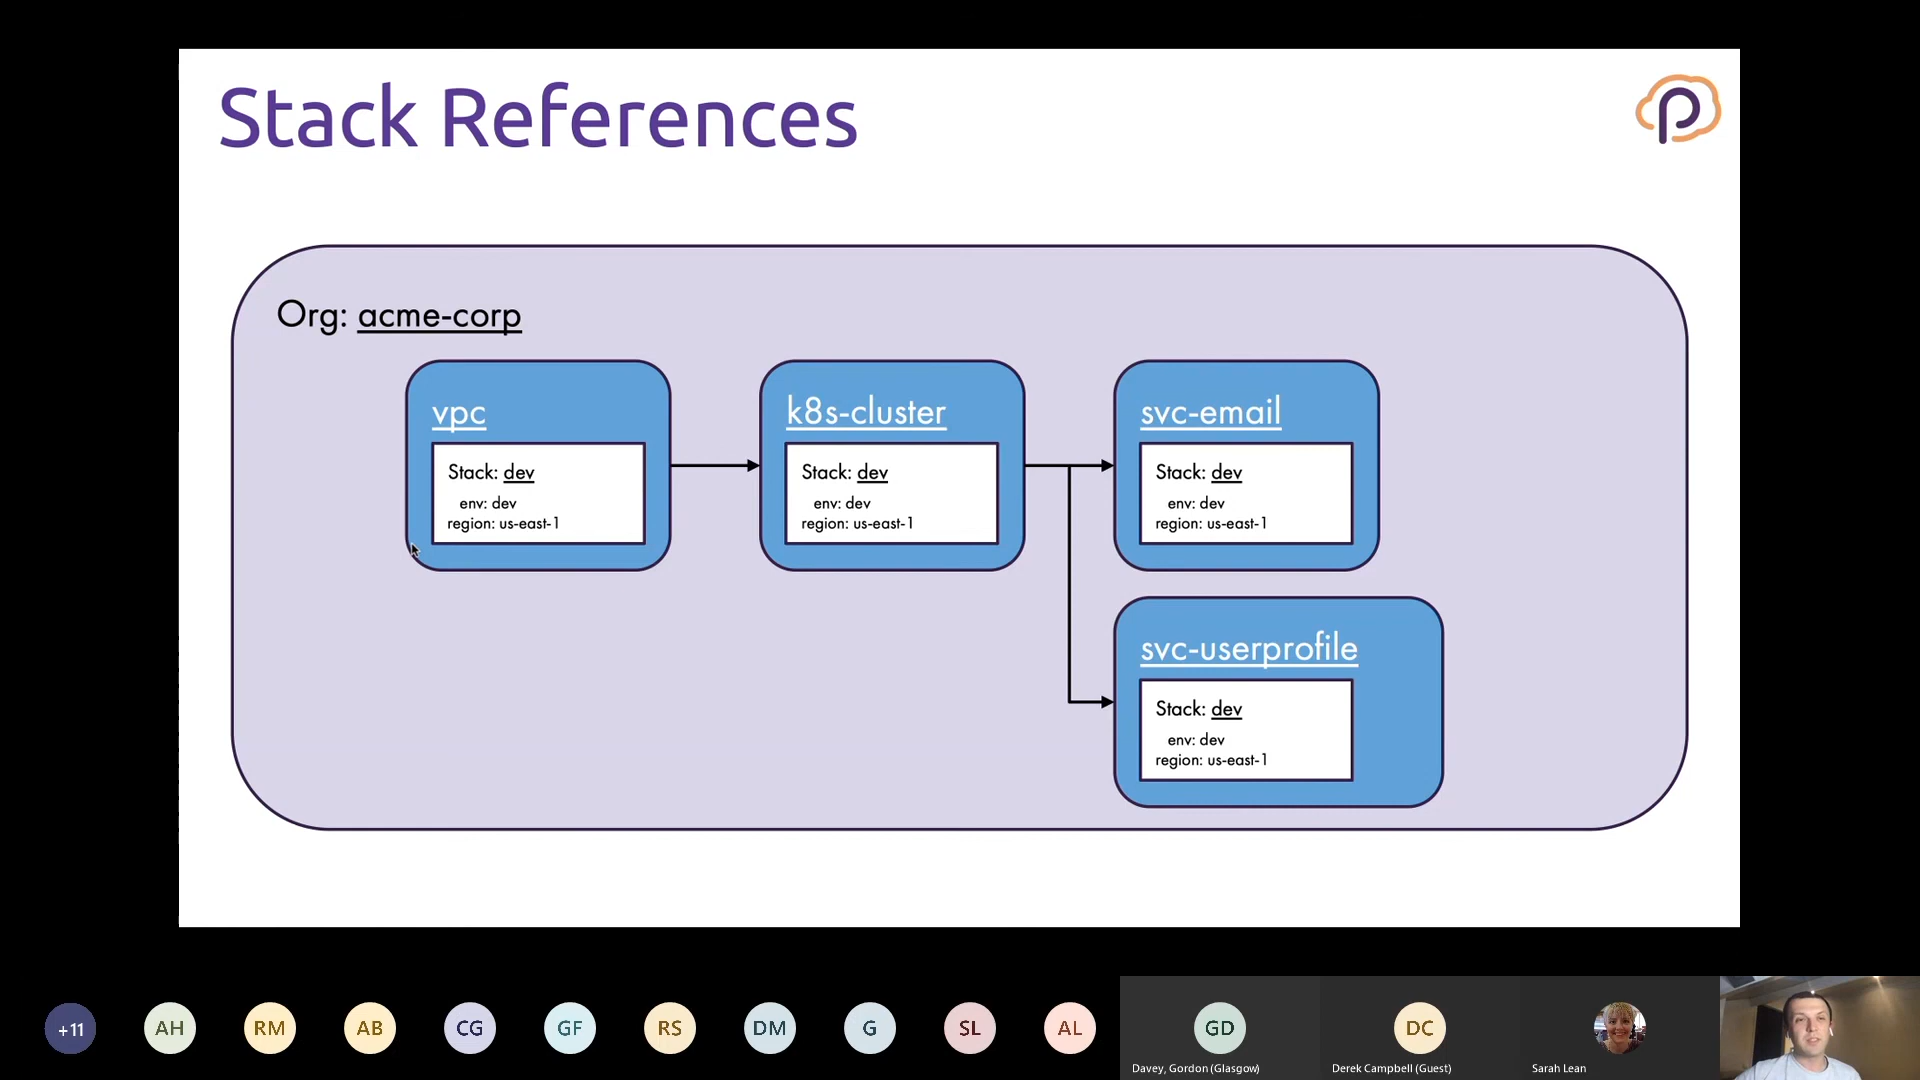 Stack References
Org: acme-corp
vpc
Stack: dev
env: dev
region: us-east-1
k8s-cluster
Stack: dev
env: dev
region: us-east-1
svc-email
Stack: dev
env: dev
region: us-east-1
svc-userprofile
Stack: dev
env: dev
region: us-east-1
+11
AH
RM
AB
CG
GF
RS
DM
G
SL
AL
GD
Davey, Gordon (Glasgow)
DC
Derek Campbell (Guest)
Sarah Lean